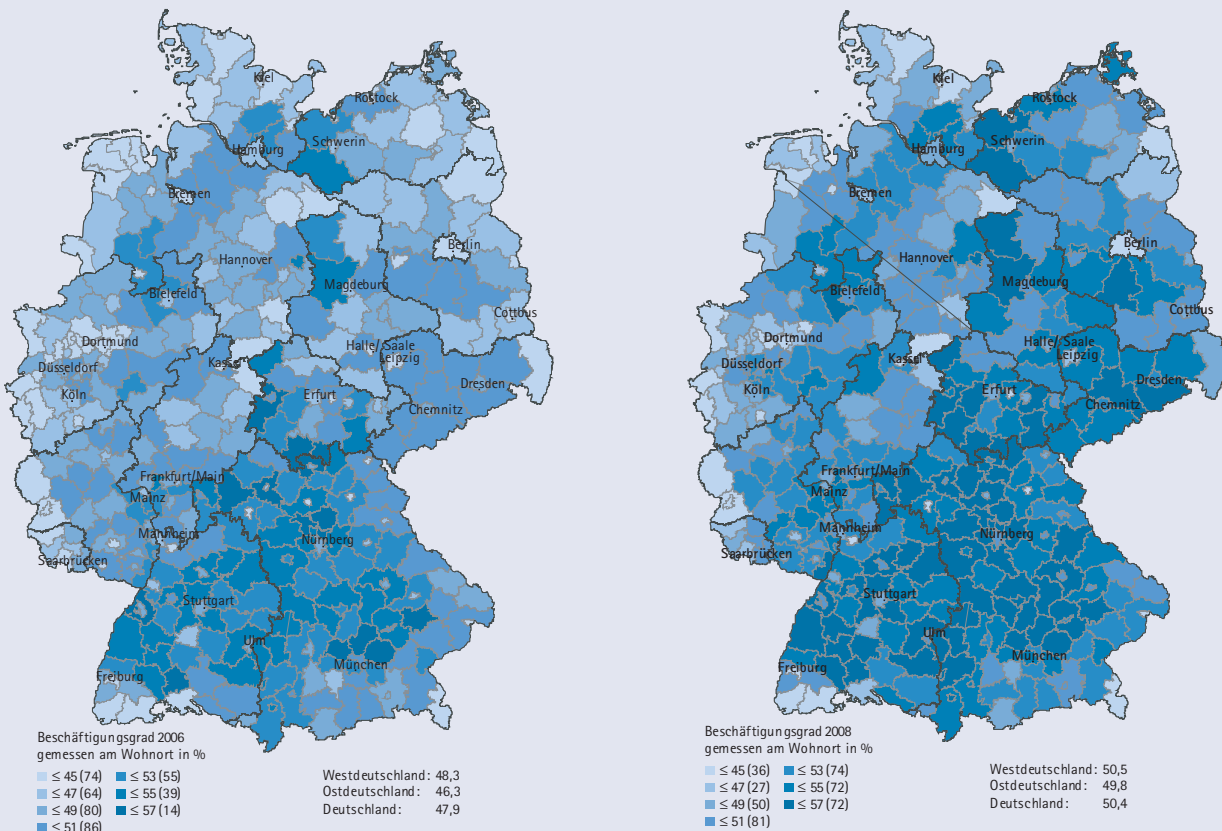 Kiel
Rostock
Schwerin
Hamburg
Bremen
Berlin
Hannover
Magdeburg
Bielefeld
Cottbus
Dortmund
Halle/Saale
Leipzig
Düsseldorf
Kassel
Dresden
Köln
Erfurt
Chemnitz
Frankfurt/Main
Mainz
Mannheim
Nürnberg
Saarbrücken
Stuttgart
Ulm
München
Freiburg
Beschäftigungsgrad 2006
gemessen am Wohnort in %
≤ 45 (74) ≤ 53 (55)
≤ 47 (64) ≤ 55 (39)
≤ 49 (80) ≤ 57 (14)
≤ 51 (86)
Westdeutschland: 48,3
Ostdeutschland: 46,3
Deutschland: 47,9
Kiel
Rostock
Schwerin
Hamburg
Bremen
Berlin
Hannover
Magdeburg
Bielefeld
Cottbus
Dortmund
Halle/Saale
Leipzig
Düsseldorf
Kassel
Dresden
Köln
Erfurt
Chemnitz
Frankfurt/Main
Mainz
Mannheim
Nürnberg
Saarbrücken
Stuttgart
Ulm
München
Freiburg
Beschäftigungsgrad 2008
gemessen am Wohnort in %
≤ 45 (36) ≤ 53 (74)
≤ 47 (27) ≤ 55 (72)
≤ 49 (50) ≤ 57 (72)
≤ 51 (81)
Westdeutschland: 50,5
Ostdeutschland: 49,8
Deutschland: 50,4